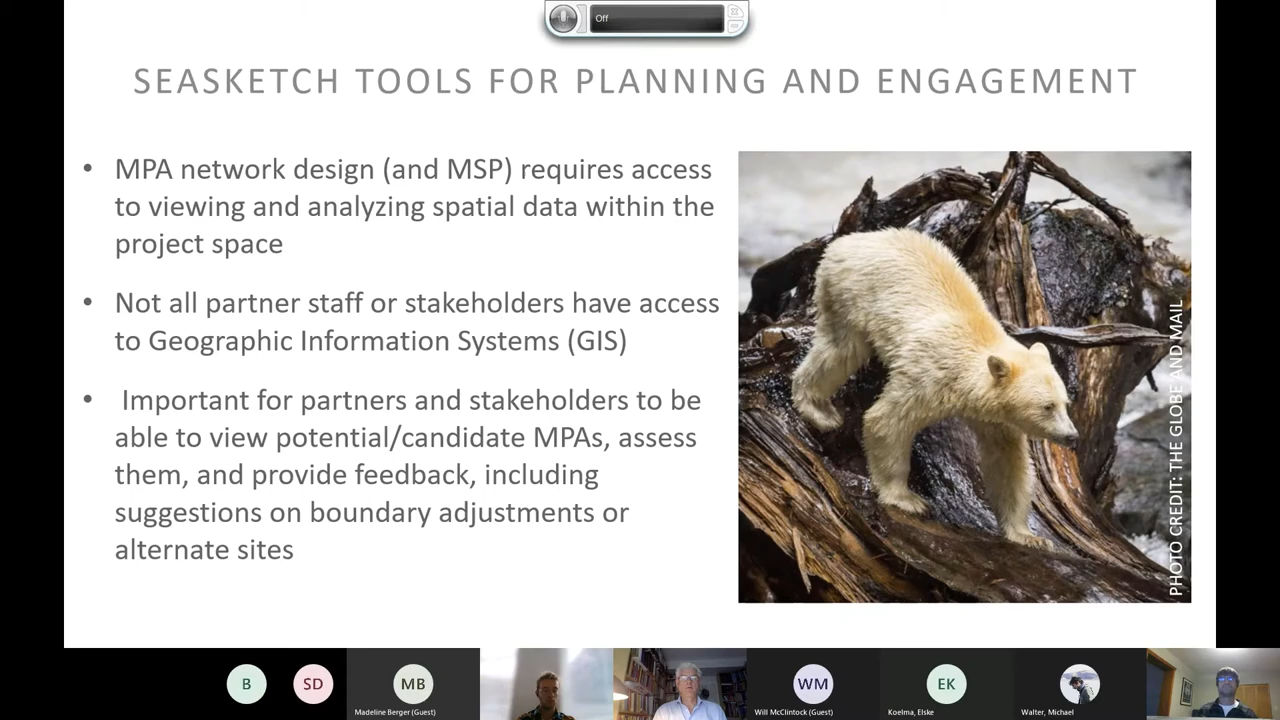 Off
SEASKETCH TOOLS FOR PLANNING AND ENGAGEMENT
• MPA network design (and MSP) requires access
to viewing and analyzing spatial data within the
project space
• Not all partner staff or stakeholders have access
to Geographic Information Systems (GIS)
• Important for partners and stakeholders to be
able to view potential/candidate MPAs, assess
them, and provide feedback, including
suggestions on boundary adjustments or
alternate sites
PHOTO CREDIT: THE GLOBE AND MAIL
B
SD
MB
WM
EK
Madeline Berger (Guest)
Will McClintock (Guest)
Koelma, Elske
Walter, Michael